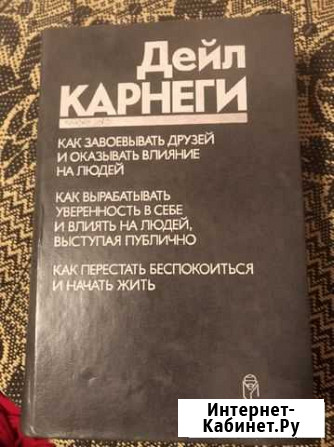 Дейл
КАРНЕГИ
КАК ЗАВОЕВЫВАТЬ ДРУЗЕЙ
И ОКАЗЫВАТЬ ВЛИЯНИЕ
НА ЛЮДЕЙ
КАК ВЫРАБАТЫВАТЬ
УВЕРЕННОСТЬ В СЕБЕ
И ВЛИЯТЬ НА ЛЮДЕЙ,
ВЫСТУПАЯ ПУБЛИЧНО
КАК ПЕРЕСТАТЬ БЕСПОКОИТЬСЯ
И НАЧАТЬ ЖИТЬ
Интернет-
Кабинет.Ру